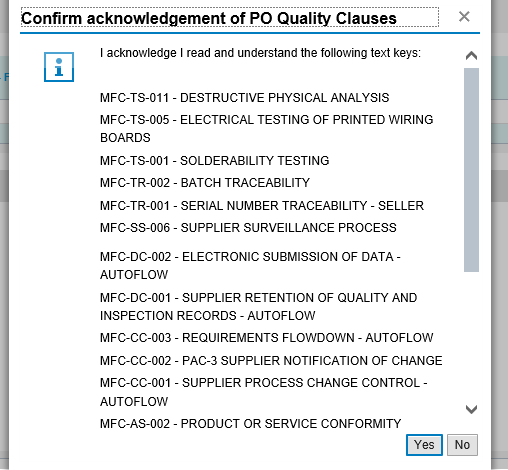 Confirm acknowledgement of PO Quality Clauses
I acknowledge I read and understand the following text keys:
MFC-TS-011 - DESTRUCTIVE PHYSICAL ANALYSIS
MFC-TS-005 - ELECTRICAL TESTING OF PRINTED WIRING
BOARDS
MFC-TS-001 - SOLDERABILITY TESTING
MFC-TR-002 - BATCH TRACEABILITY
MFC-TR-001 - SERIAL NUMBER TRACEABILITY - SELLER
MFC-SS-006 - SUPPLIER SURVEILLANCE PROCESS
MFC-DC-002 - ELECTRONIC SUBMISSION OF DATA -
AUTOFLOW
MFC-DC-001 - SUPPLIER RETENTION OF QUALITY AND
INSPECTION RECORDS - AUTOFLOW
MFC-CC-003 - REQUIREMENTS FLOWDOWN - AUTOFLOW
MFC-CC-002 - PAC-3 SUPPLIER NOTIFICATION OF CHANGE
MFC-CC-001 - SUPPLIER PROCESS CHANGE CONTROL -
AUTOFLOW
MFC-AS-002 - PRODUCT OR SERVICE CONFORMITY
Yes No